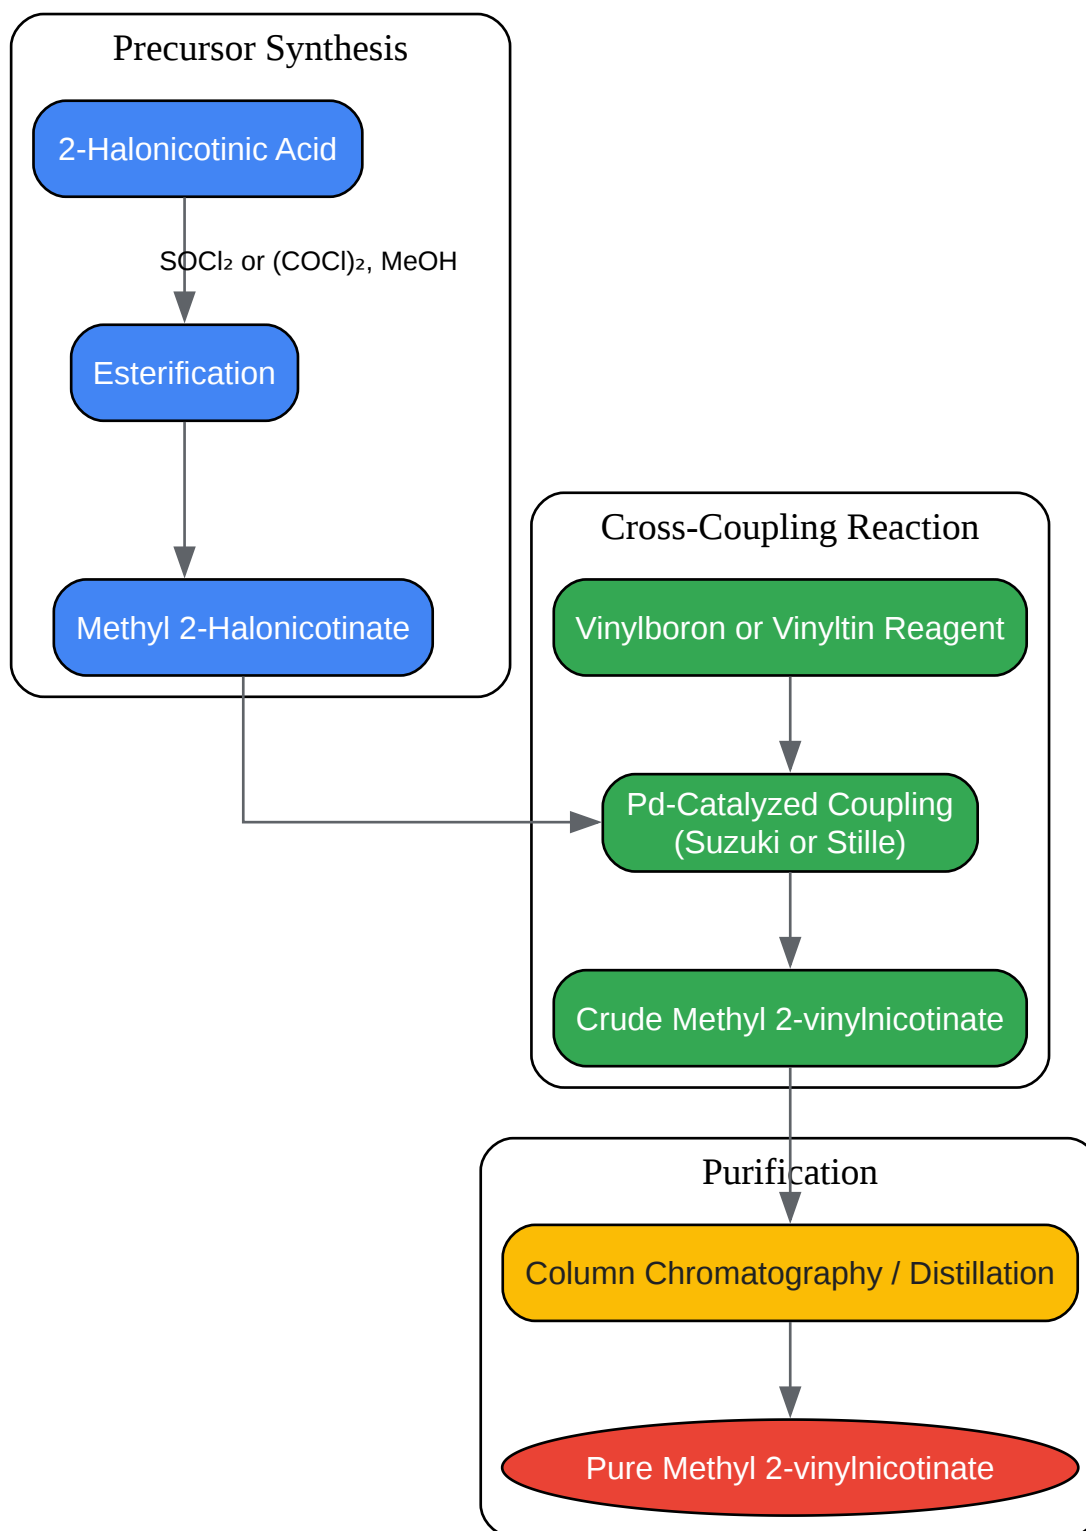 Precursor Synthesis
2-Halonicotinic Acid
SOCl₂ or (COCl)₂, MeOH
Esterification
Methyl 2-Halonicotinate
Cross-Coupling Reaction
Vinylboron or Vinyltin Reagent
Pd-Catalyzed Coupling
(Suzuki or Stille)
Crude Methyl 2-vinylnicotinate
Purification
Column Chromatography / Distillation
Pure Methyl 2-vinylnicotinate